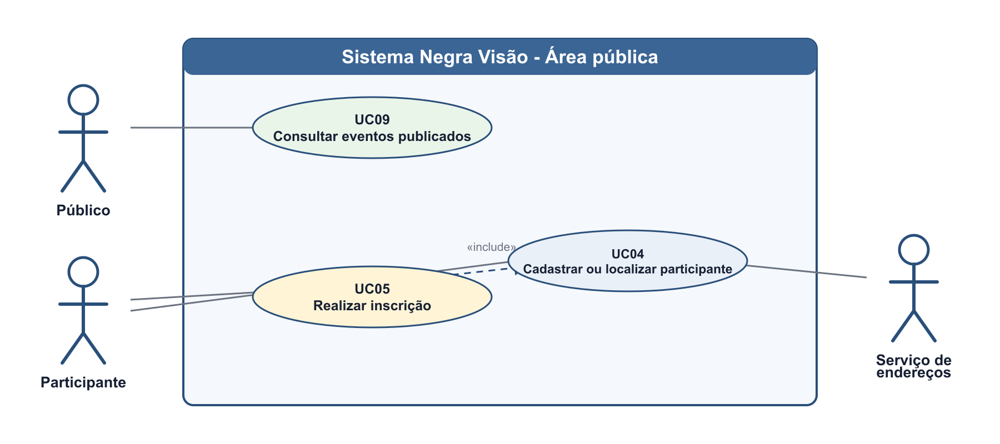 Sistema Negra Visão - Área pública
UC09
Consultar eventos publicados
Público
«include»
UC04
Cadastrar ou localizar participante
UC05
Realizar inscrição
Participante
Serviço de
endereços